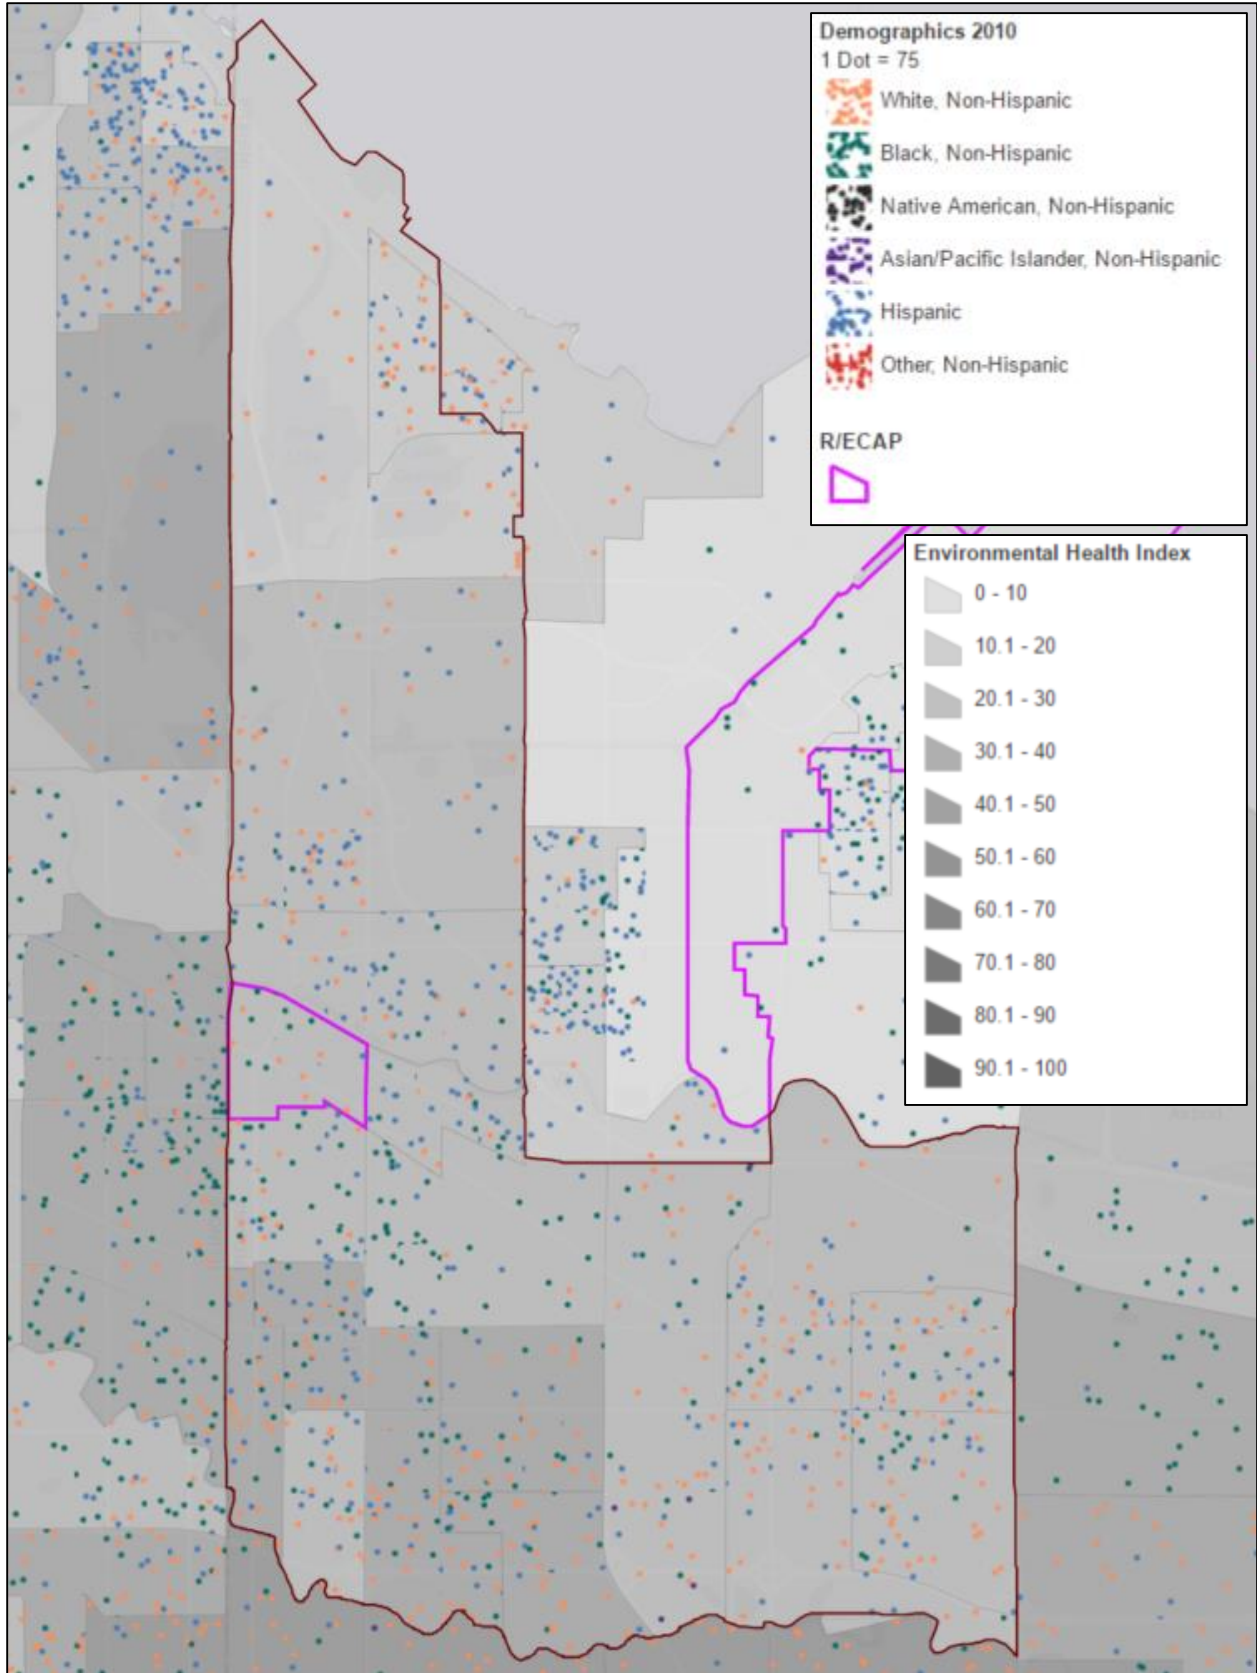 Demographics 2010
1 Dot = 75
White, Non-Hispanic
Black, Non-Hispanic
Native American, Non-Hispanic
Asian/Pacific Islander, Non-Hispanic
Hispanic
Other, Non-Hispanic
R/ECAP
Environmental Health Index
0 - 10
10.1 - 20
20.1 - 30
30.1 - 40
40.1 - 50
50.1 - 60
60.1 - 70
70.1 - 80
80.1 - 90
90.1 - 100